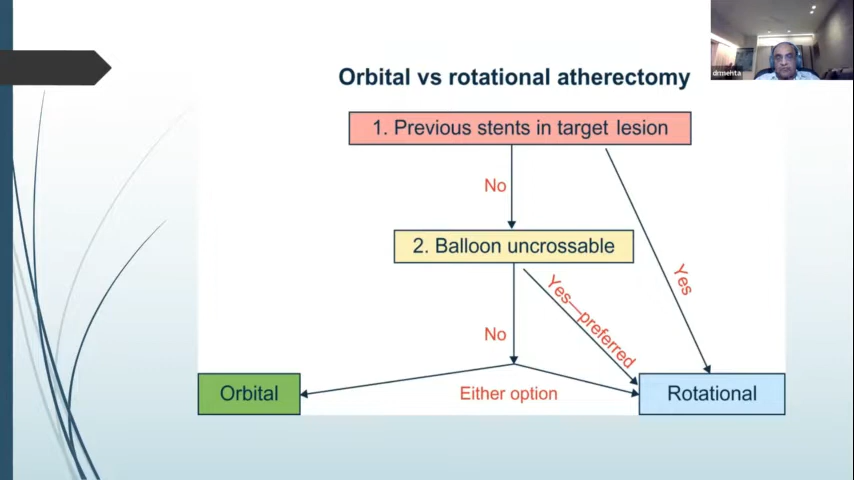 drmehta
Orbital vs rotational atherectomy
1. Previous stents in target lesion
No
Yes
2. Balloon uncrossable
Yes—preferred
No
Either option
Orbital
Rotational